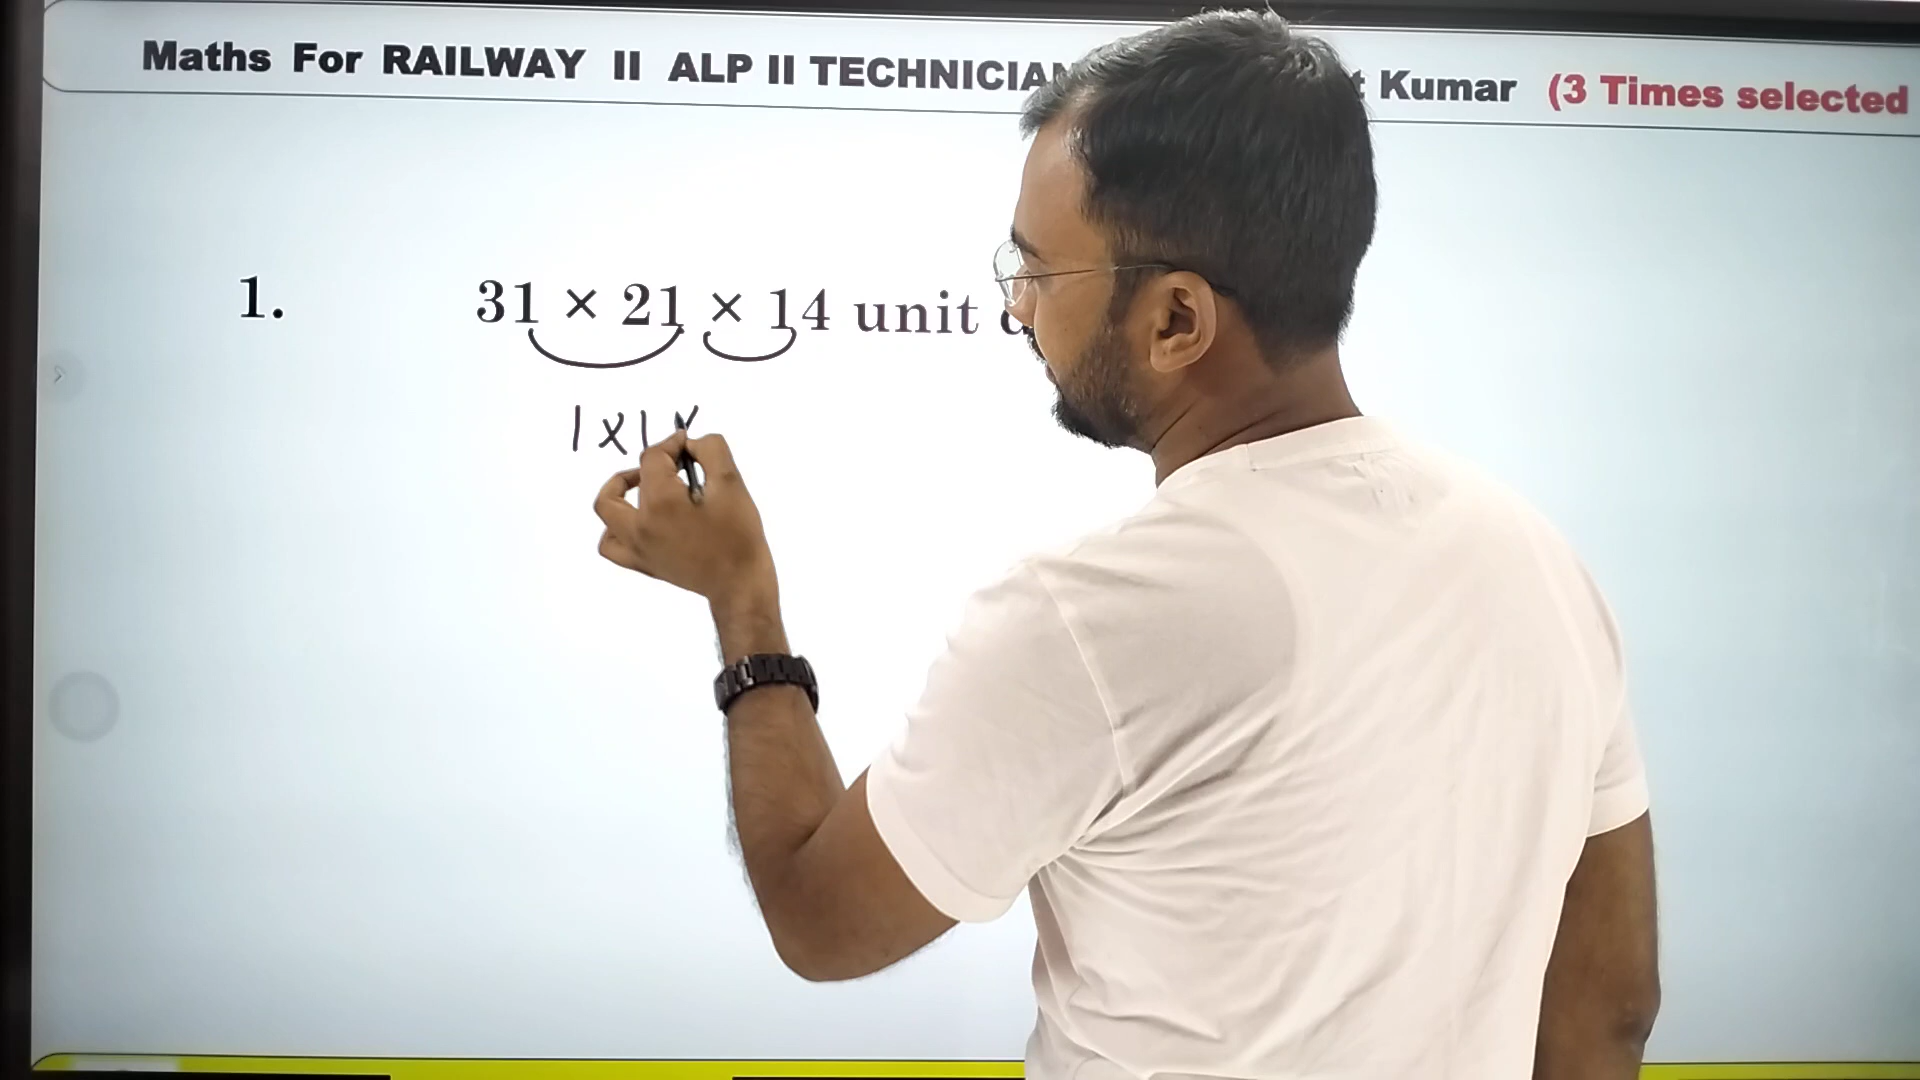 Maths For RAILWAY II ALP II TECHNICIAN Kumar (3 Times selected
1. 31 × 21 × 14 unit
1 x 1 x